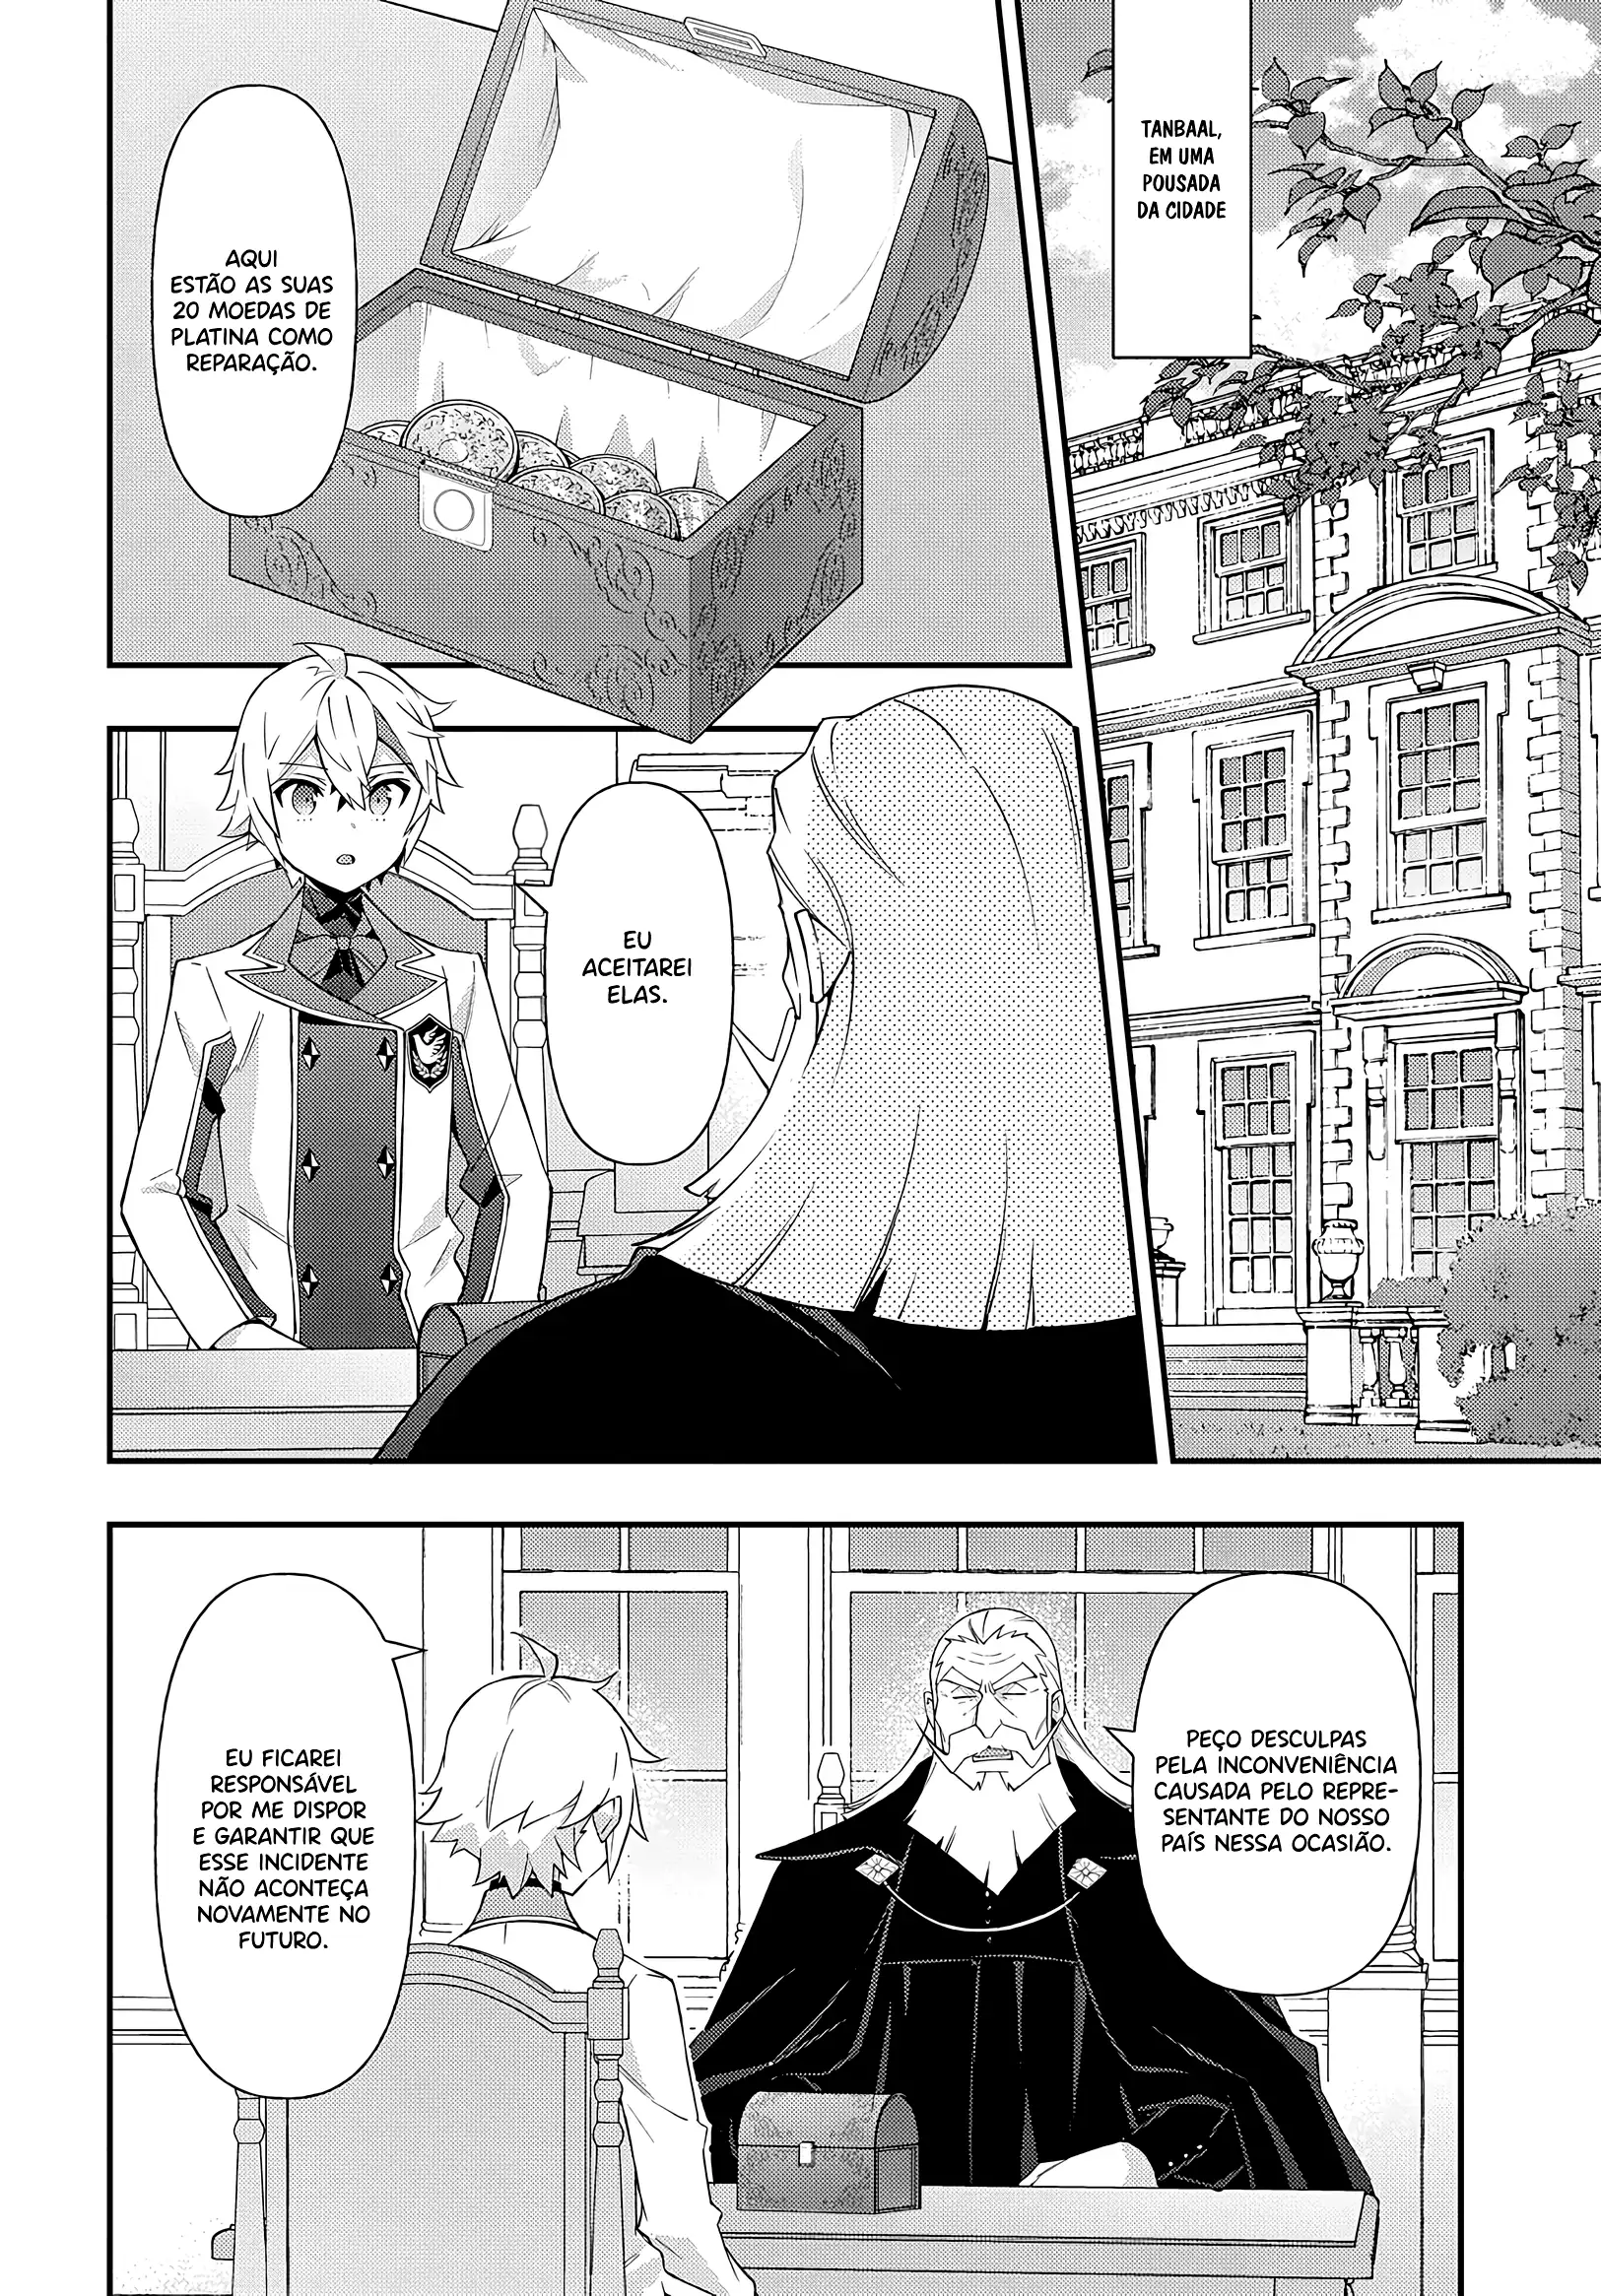 TANBAAL,
EM UMA
POUSADA
DA CIDADE
AQUI
ESTÃO AS SUAS
20 MOEDAS DE
PLATINA COMO
REPARAÇÃO.
EU
ACEITAREI
ELAS.
PEÇO DESCULPAS
PELA INCONVENIÊNCIA
CAUSADA PELO REPRE-
SENTANTE DO NOSSO
PAÍS NESSA OCASIÃO.
EU FICAREI
RESPONSÁVEL
POR ME DISPOR
E GARANTIR QUE
ESSE INCIDENTE
NÃO ACONTEÇA
NOVAMENTE NO
FUTURO.